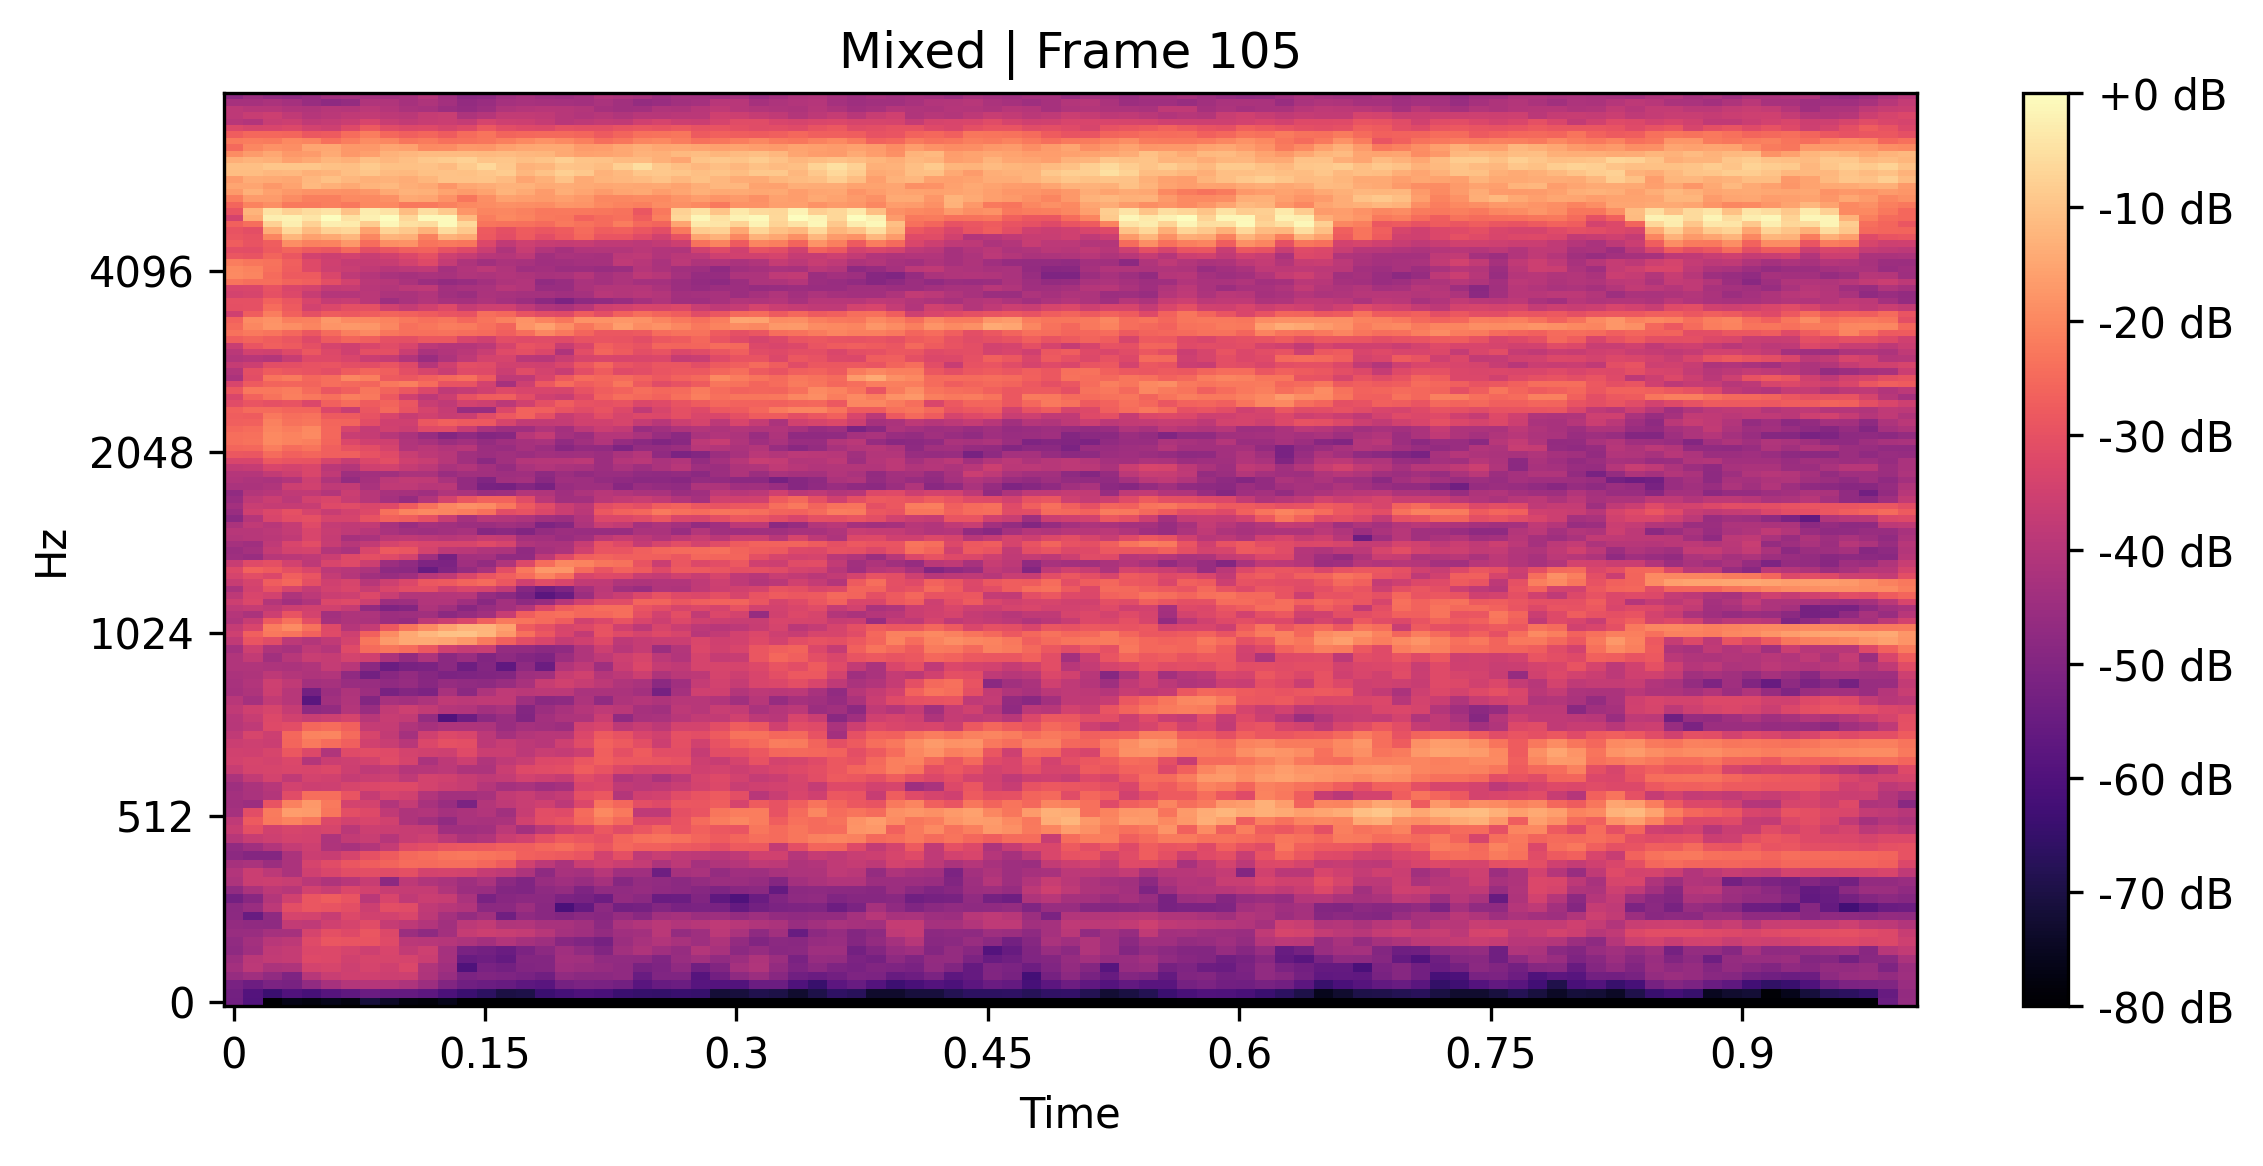 Mixed | Frame 105
+0 dB
-10 dB
4096
-20 dB
2048
-30 dB
Hz
-40 dB
1024
-50 dB
-60 dB
512
-70 dB
0
-80 dB
0 0.15 0.3 0.45 0.6 0.75 0.9
Time